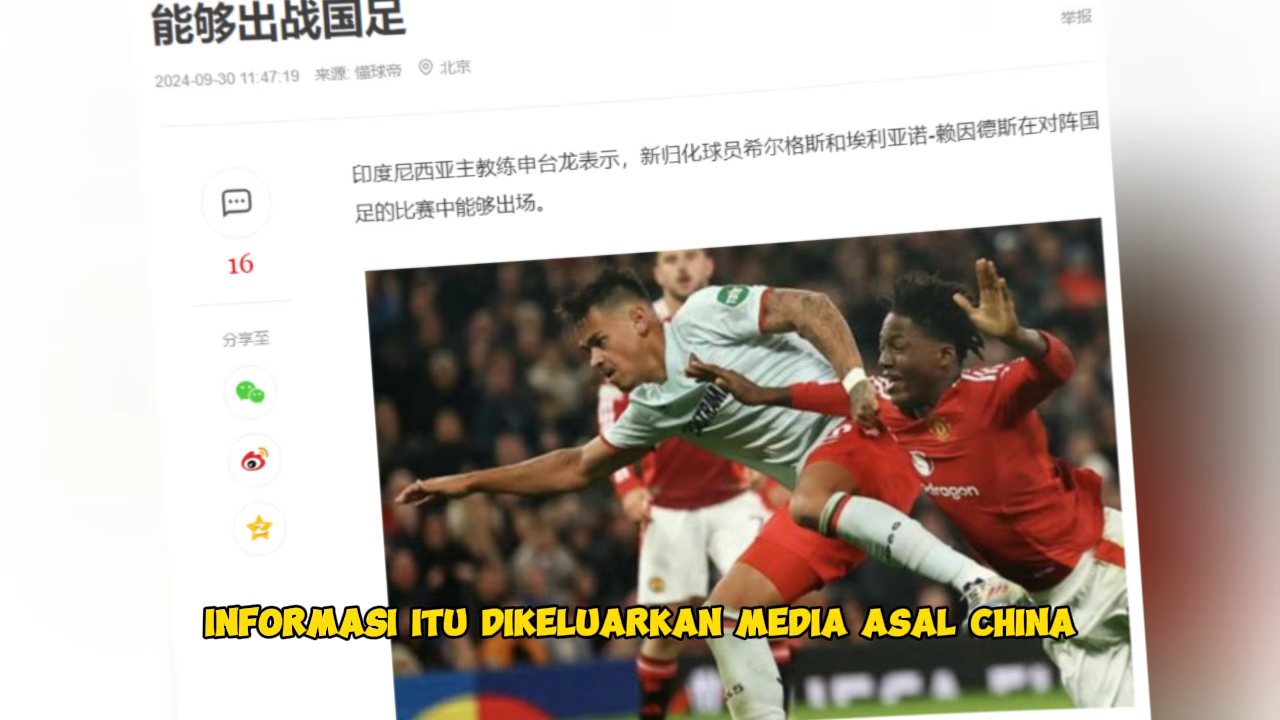 能够出战国足
举报
2024-09-30 11:47:19 来源: 懂球帝 北京
印度尼西亚主教练申台龙表示，新归化球员希尔格斯和埃利亚诺-赖因德斯在对阵国
足的比赛中能够出场。
16
分享至
dragon
INFORMASI ITU DIKELUARKAN MEDIA ASAL CHINA